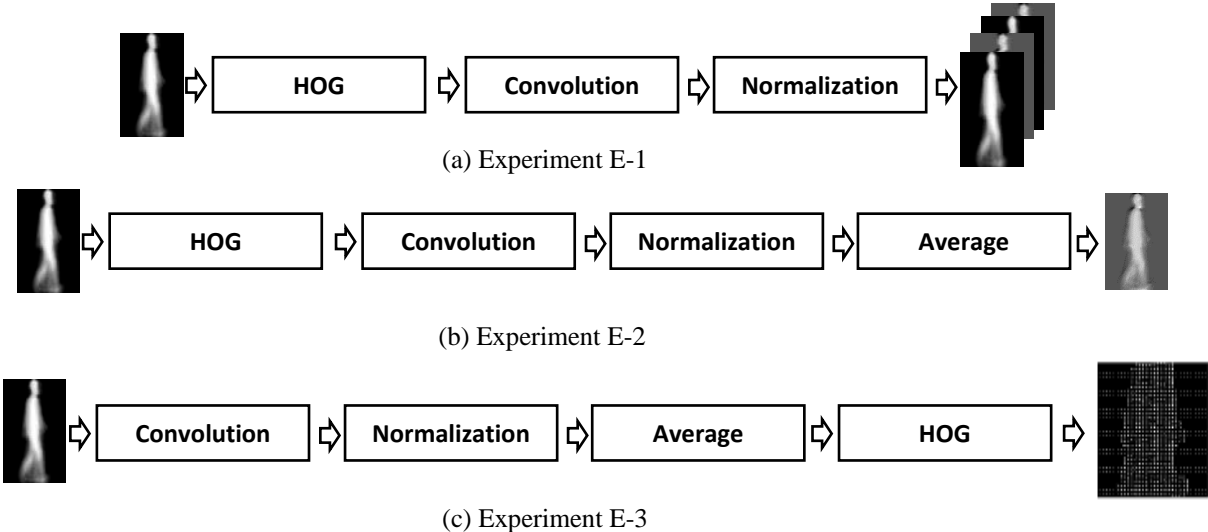 HOG Convolution Normalization
(a) Experiment E-1
HOG Convolution Normalization Average
(b) Experiment E-2
Convolution Normalization Average HOG
(c) Experiment E-3